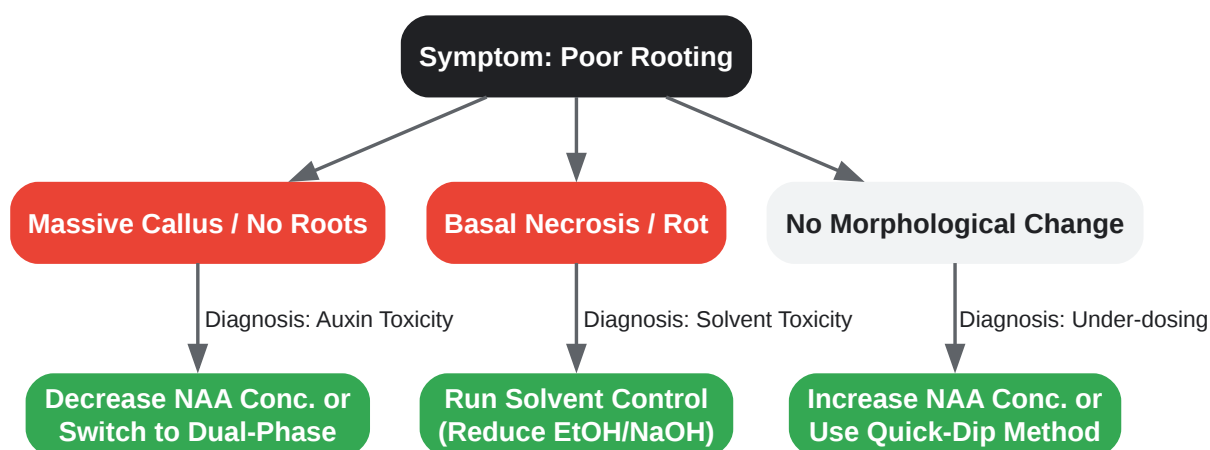 Symptom: Poor Rooting
Massive Callus / No Roots
Basal Necrosis / Rot
No Morphological Change
Diagnosis: Auxin Toxicity
Diagnosis: Solvent Toxicity
Diagnosis: Under-dosing
Decrease NAA Conc. or
Switch to Dual-Phase
Run Solvent Control
(Reduce EtOH/NaOH)
Increase NAA Conc. or
Use Quick-Dip Method